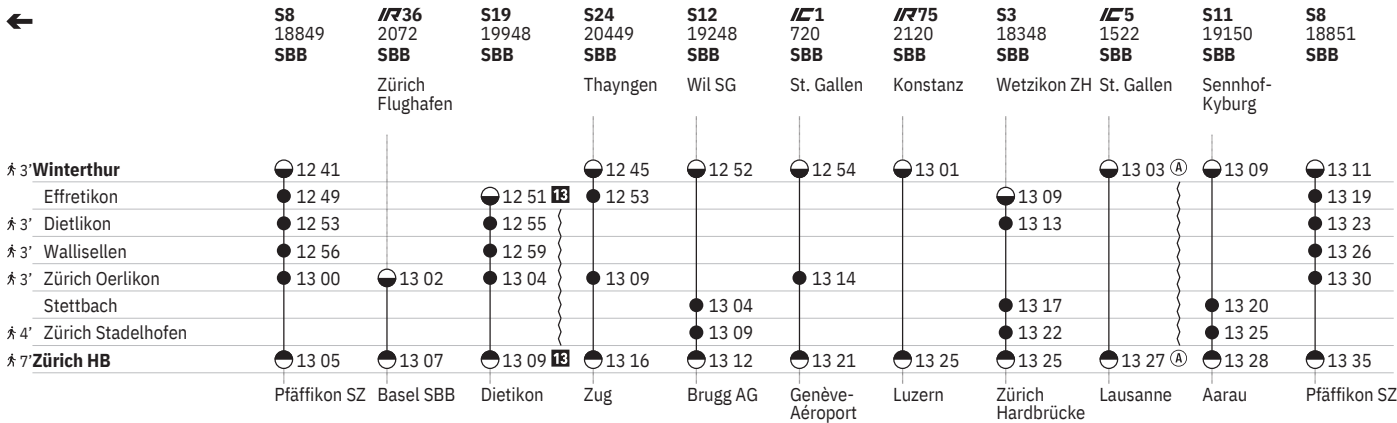 S8 IR36 S19 S24 S12 IC1 IR75 S3 IC5 S11 S8
18849 2072 19948 20449 19248 720 2120 18348 1522 19150 18851
SBB SBB SBB SBB SBB SBB SBB SBB SBB SBB SBB
Zürich Thayngen Wil SG St. Gallen Konstanz Wetzikon ZH St. Gallen Sennhof-
Flughafen Kyburg
3' Winterthur 12 41 12 45 12 52 12 54 13 01 13 03 A 13 09 13 11
Effretikon 12 49 12 51 13 12 53 13 09 13 19
3' Dietlikon 12 53 12 55 13 13 13 23
3' Wallisellen 12 56 12 59 13 26
3' Zürich Oerlikon 13 00 13 02 13 04 13 09 13 14 13 30
Stettbach 13 04 13 17 13 20
4' Zürich Stadelhofen 13 09 13 22 13 25
7' Zürich HB 13 05 13 07 13 09 13 13 16 13 12 13 21 13 25 13 25 13 27 A 13 28 13 35
Pfäffikon SZ Basel SBB Dietikon Zug Brugg AG Genève- Luzern Zürich Lausanne Aarau Pfäffikon SZ
Aéroport Hardbrücke